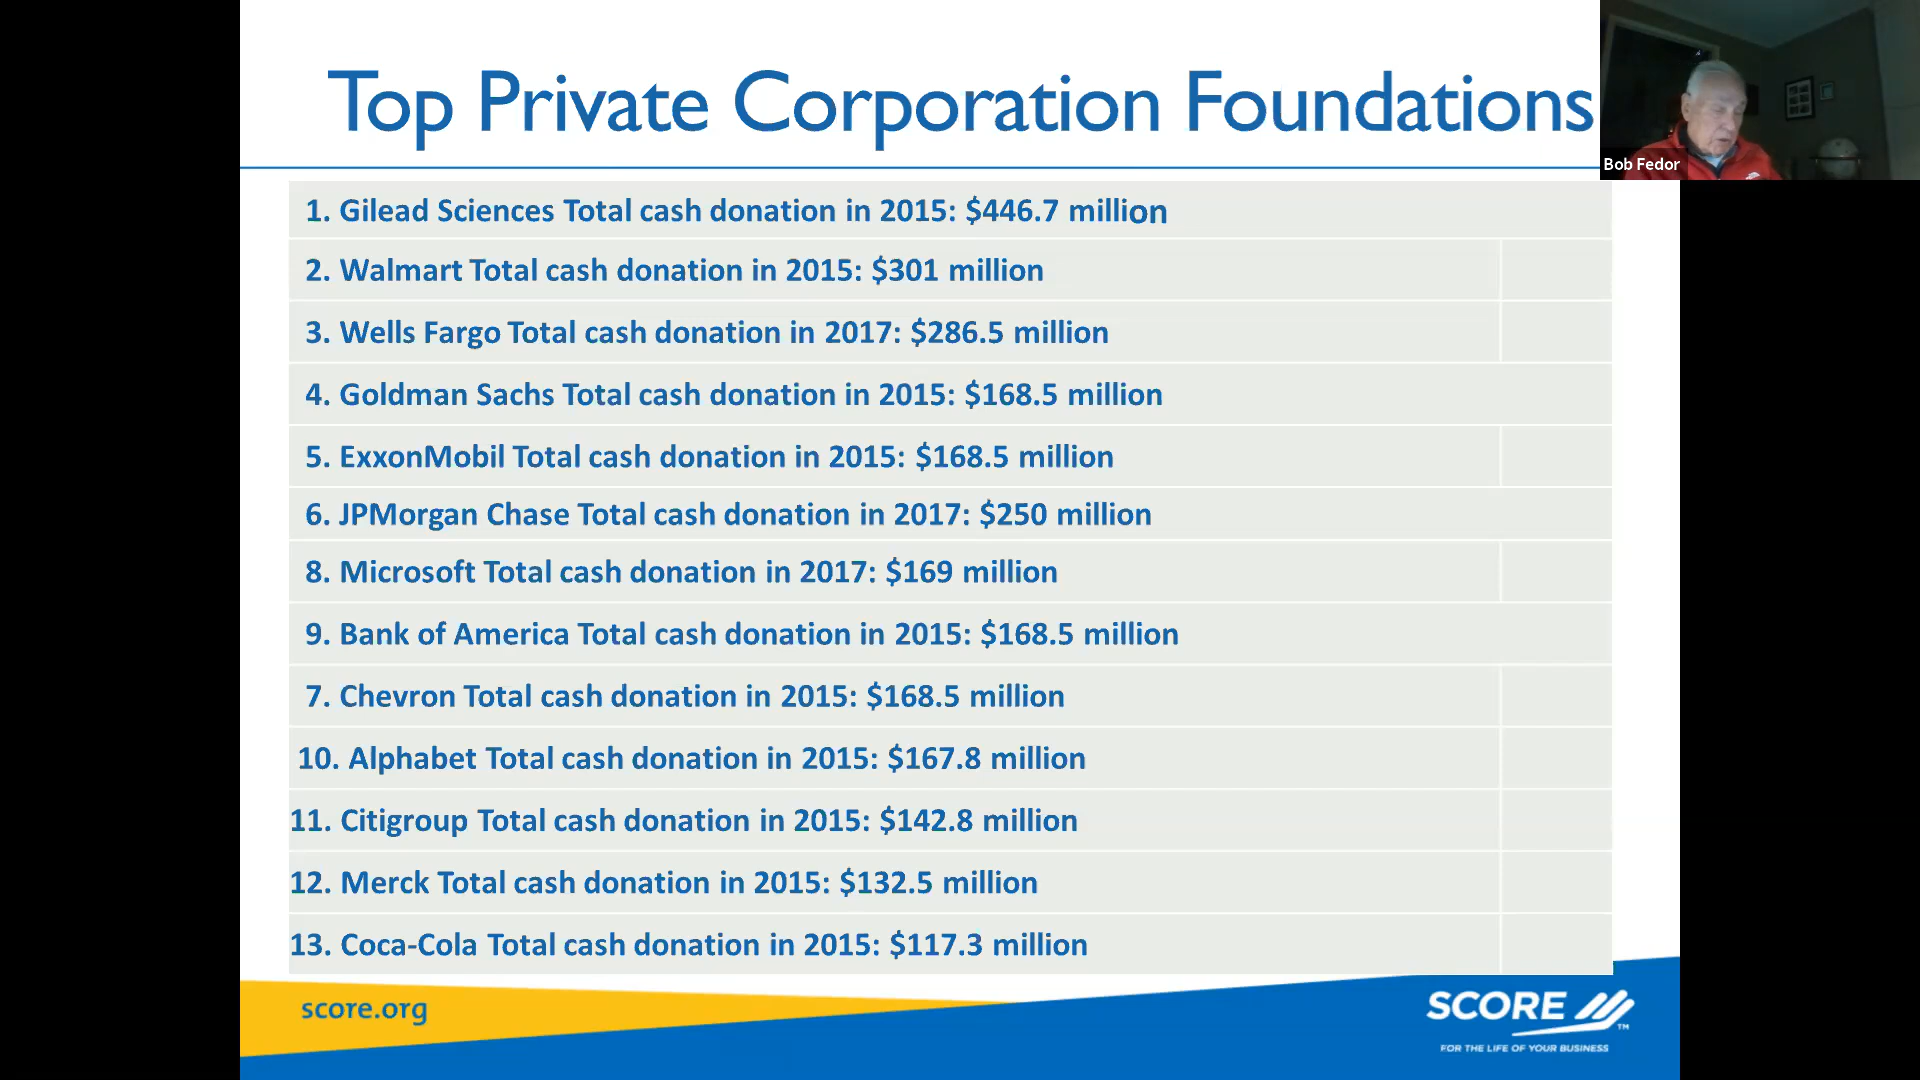 Top Private Corporation Foundations
Bob Fedor
1. Gilead Sciences Total cash donation in 2015: $446.7 million
2. Walmart Total cash donation in 2015: $301 million
3. Wells Fargo Total cash donation in 2017: $286.5 million
4. Goldman Sachs Total cash donation in 2015: $168.5 million
5. ExxonMobil Total cash donation in 2015: $168.5 million
6. JPMorgan Chase Total cash donation in 2017: $250 million
8. Microsoft Total cash donation in 2017: $169 million
9. Bank of America Total cash donation in 2015: $168.5 million
7. Chevron Total cash donation in 2015: $168.5 million
10. Alphabet Total cash donation in 2015: $167.8 million
11. Citigroup Total cash donation in 2015: $142.8 million
12. Merck Total cash donation in 2015: $132.5 million
13. Coca-Cola Total cash donation in 2015: $117.3 million
score.org
SCORE
TM
FOR THE LIFE OF YOUR BUSINESS